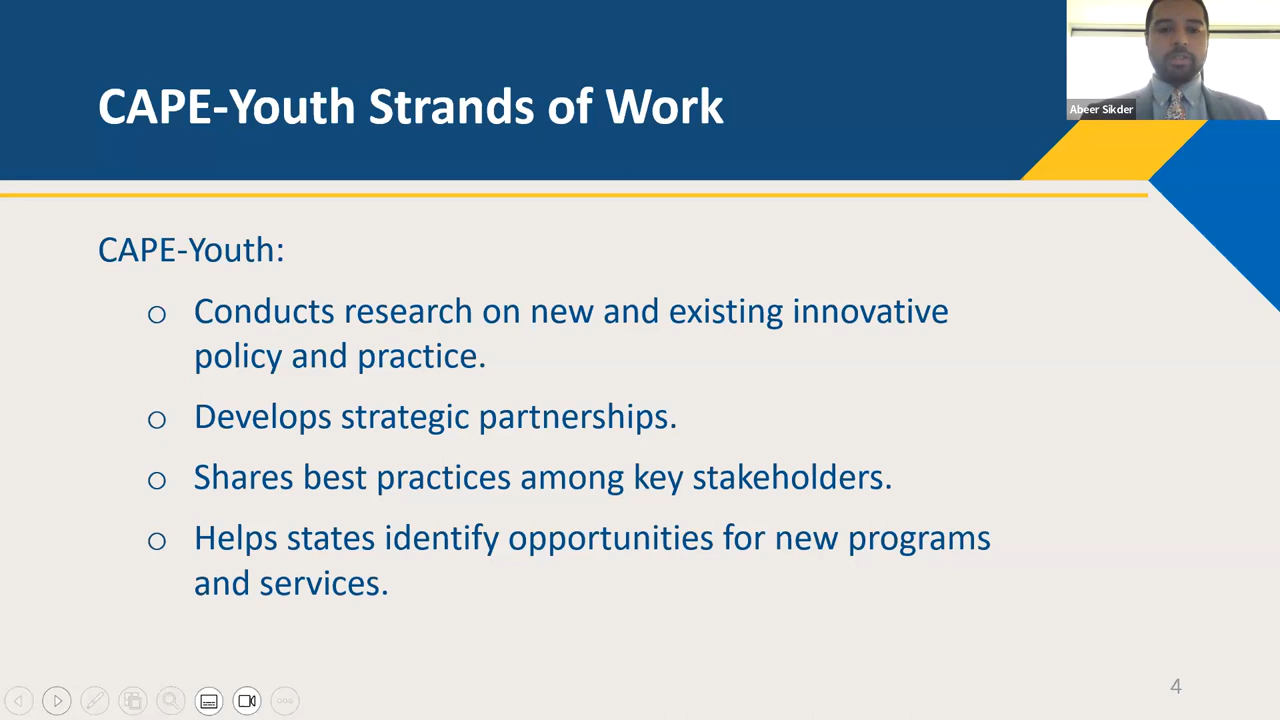 CAPE-Youth Strands of Work
Abeer Sikder
CAPE-Youth:
o Conducts research on new and existing innovative
policy and practice.
o Develops strategic partnerships.
o Shares best practices among key stakeholders.
o Helps states identify opportunities for new programs
and services.
4